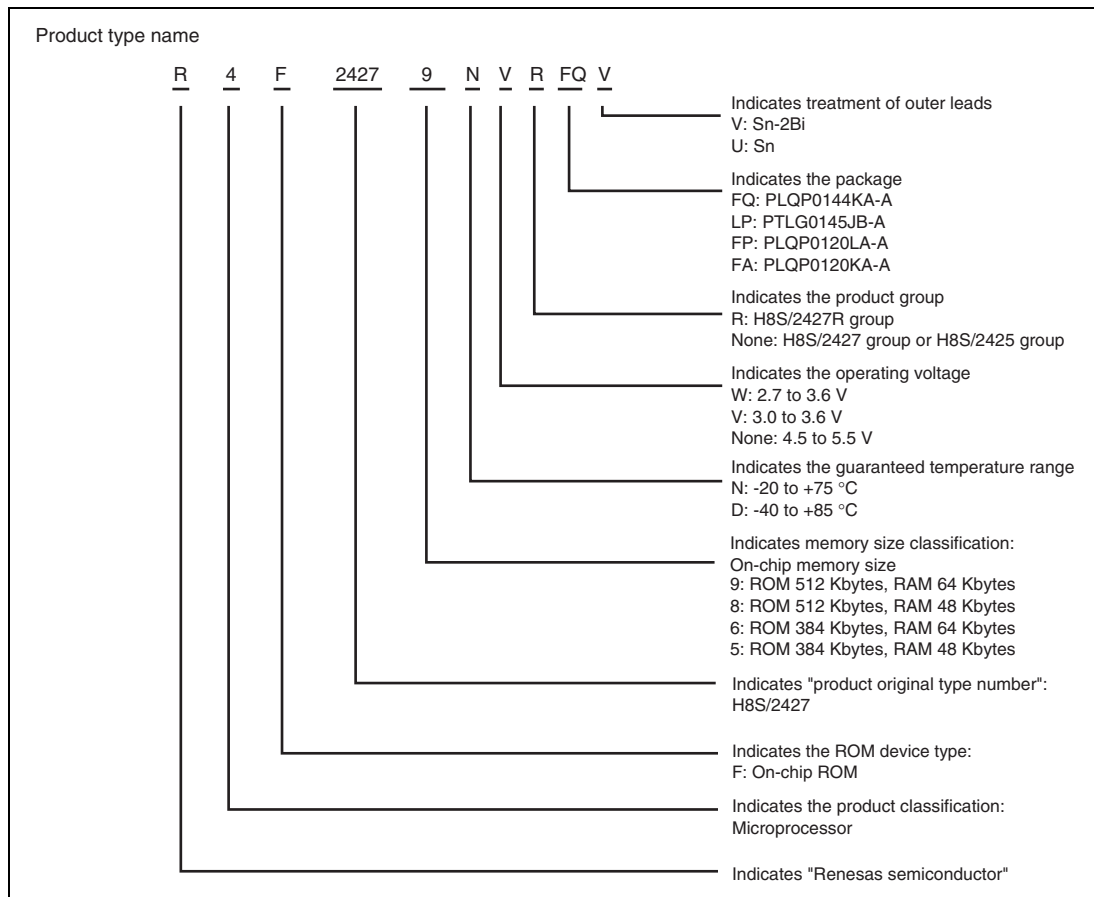 Product type name
R 4 F 2427 9 N V R FQ V
Indicates treatment of outer leads
V: Sn-2Bi
U: Sn
Indicates the package
FQ: PLQP0144KA-A
LP: PTLG0145JB-A
FP: PLQP0120LA-A
FA: PLQP0120KA-A
Indicates the product group
R: H8S/2427R group
None: H8S/2427 group or H8S/2425 group
Indicates the operating voltage
W: 2.7 to 3.6 V
V: 3.0 to 3.6 V
None: 4.5 to 5.5 V
Indicates the guaranteed temperature range
N: -20 to +75 °C
D: -40 to +85 °C
Indicates memory size classification:
On-chip memory size
9: ROM 512 Kbytes, RAM 64 Kbytes
8: ROM 512 Kbytes, RAM 48 Kbytes
6: ROM 384 Kbytes, RAM 64 Kbytes
5: ROM 384 Kbytes, RAM 48 Kbytes
Indicates "product original type number":
H8S/2427
Indicates the ROM device type:
F: On-chip ROM
Indicates the product classification:
Microprocessor
Indicates "Renesas semiconductor"